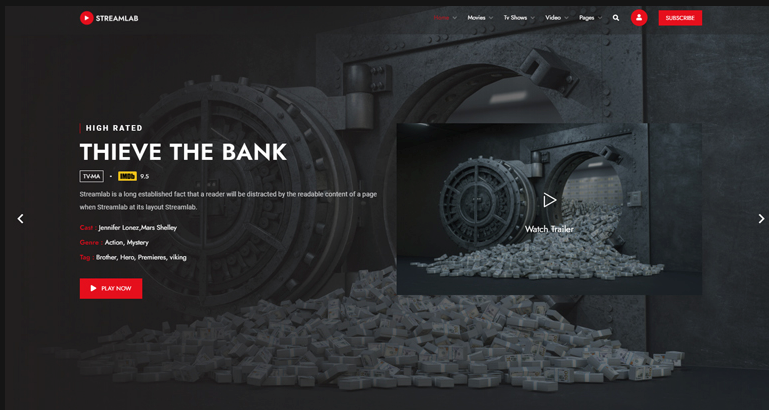 STREAMLAB
Home Movies Tv Shows Video Pages SUBSCRIBE
HIGH RATED
THIEVE THE BANK
TV-MA • IMDb 9.5
Streamlab is a long established fact that a reader will be distracted by the readable content of a page
when Streamlab at its layout Streamlab.
Cast : Jennifer Lonez,Mars Shelley
Genre : Action, Mystery
Tag : Brother, Hero, Premieres, viking
PLAY NOW
Watch Trailer